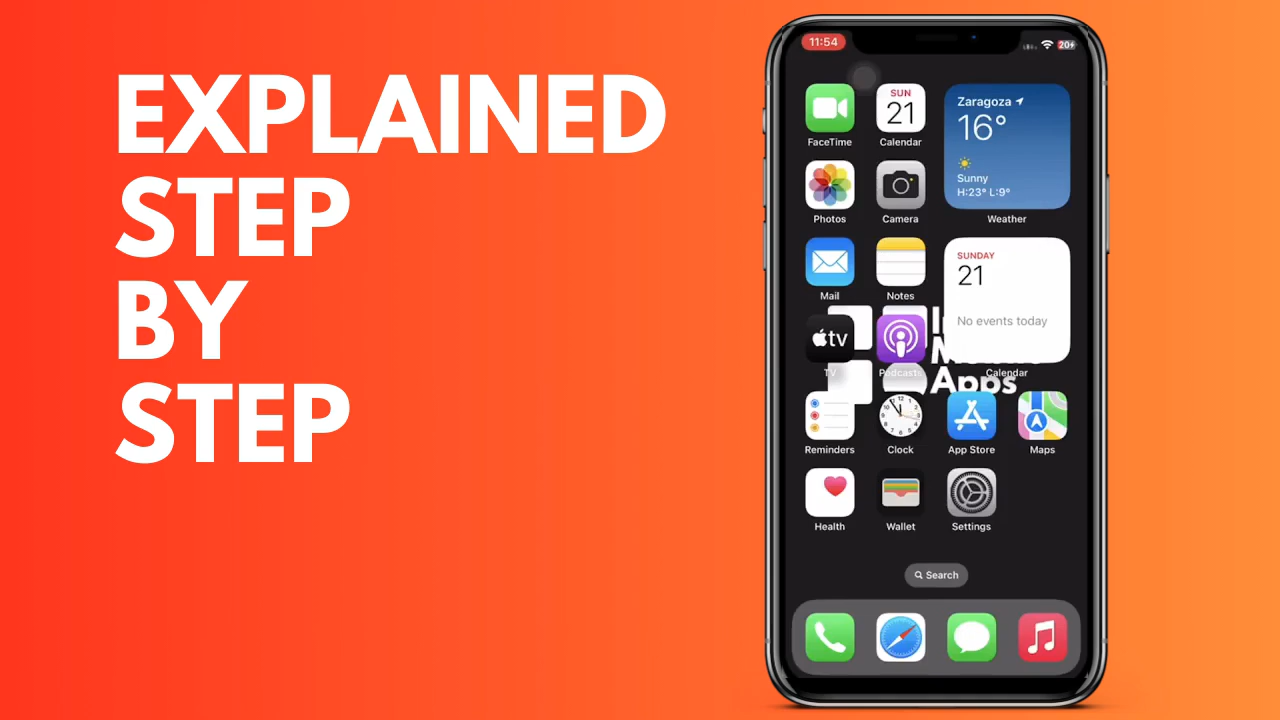 EXPLAINED
STEP
BY
STEP
11:54
20
FaceTime
SUN
21
Calendar
Zaragoza
16°
Sunny
H:23° L:9°
Weather
Photos
Camera
Mail
Notes
SUNDAY
21
No events today
Calendar
tv
TV
Podcasts
Apps
Reminders
Clock
App Store
Maps
Health
Wallet
Settings
Search